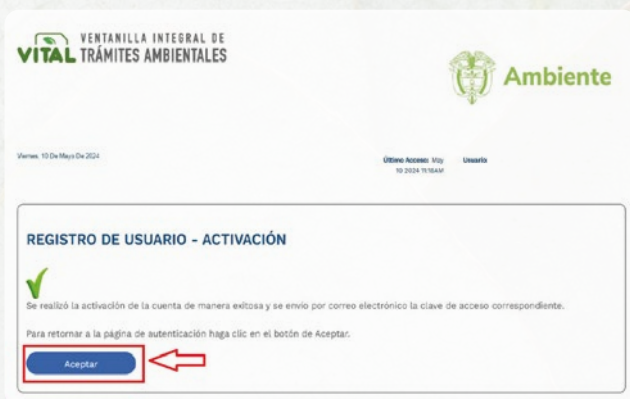 VENTANILLA INTEGRAL DE
VITAL TRÁMITES AMBIENTALES
Ambiente
Viernes, 10 De Mayo De 2024
Último Acceso: May Usuario
10 2024 11:16AM
REGISTRO DE USUARIO - ACTIVACIÓN
Se realizó la activación de la cuenta de manera exitosa y se envio por correo electrónico la clave de acceso correspondiente.
Para retornar a la página de autenticación haga clic en el botón de Aceptar.
Aceptar